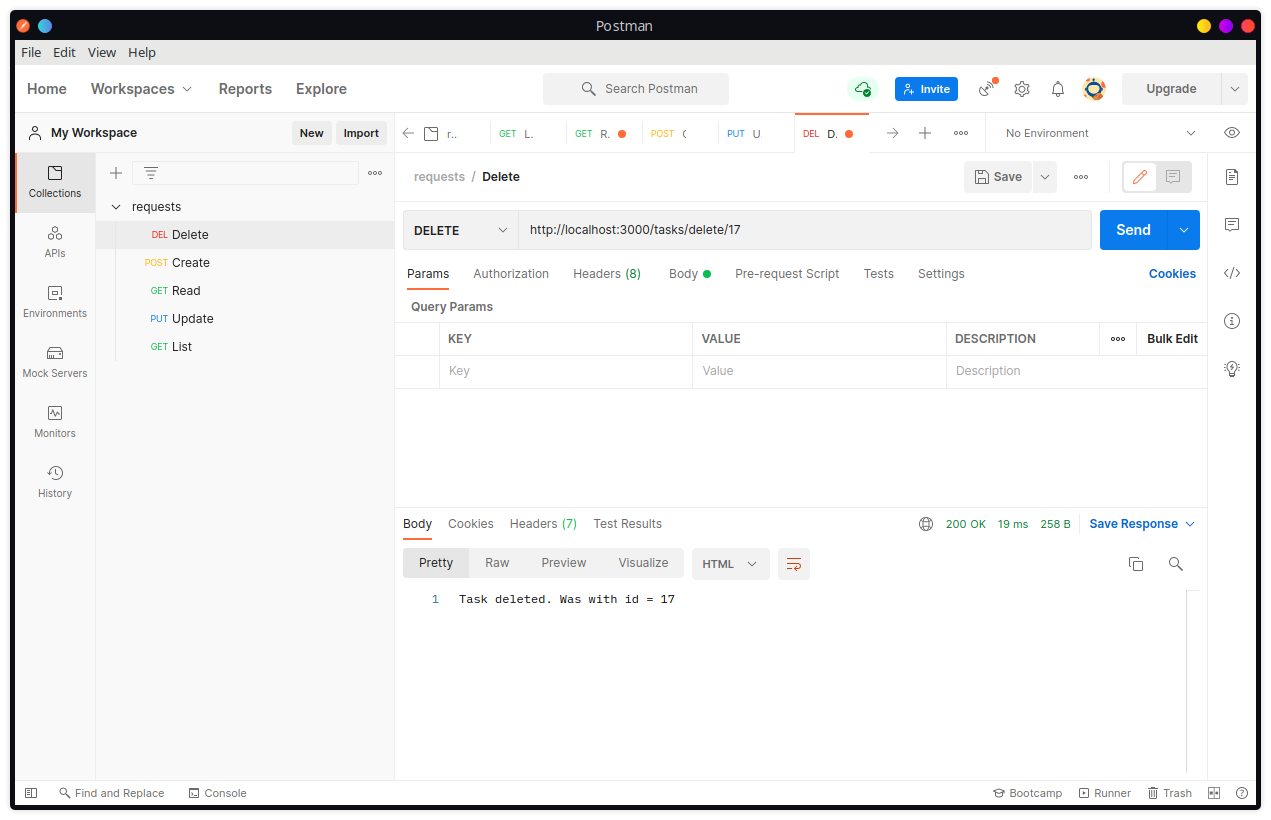 Postman
File Edit View Help
Home Workspaces Reports Explore Search Postman Invite Upgrade
My Workspace New Import
r.. GET L. GET R. POST PUT U DEL D. No Environment
Collections
APIs
Environments
Mock Servers
Monitors
History
requests
DEL Delete
POST Create
GET Read
PUT Update
GET List
requests / Delete Save
DELETE http://localhost:3000/tasks/delete/17 Send
Params Authorization Headers (8) Body Pre-request Script Tests Settings Cookies
Query Params
KEY VALUE DESCRIPTION Bulk Edit
Key Value Description
Body Cookies Headers (7) Test Results 200 OK 19 ms 258 B Save Response
Pretty Raw Preview Visualize HTML
1 Task deleted. Was with id = 17
Find and Replace Console Bootcamp Runner Trash